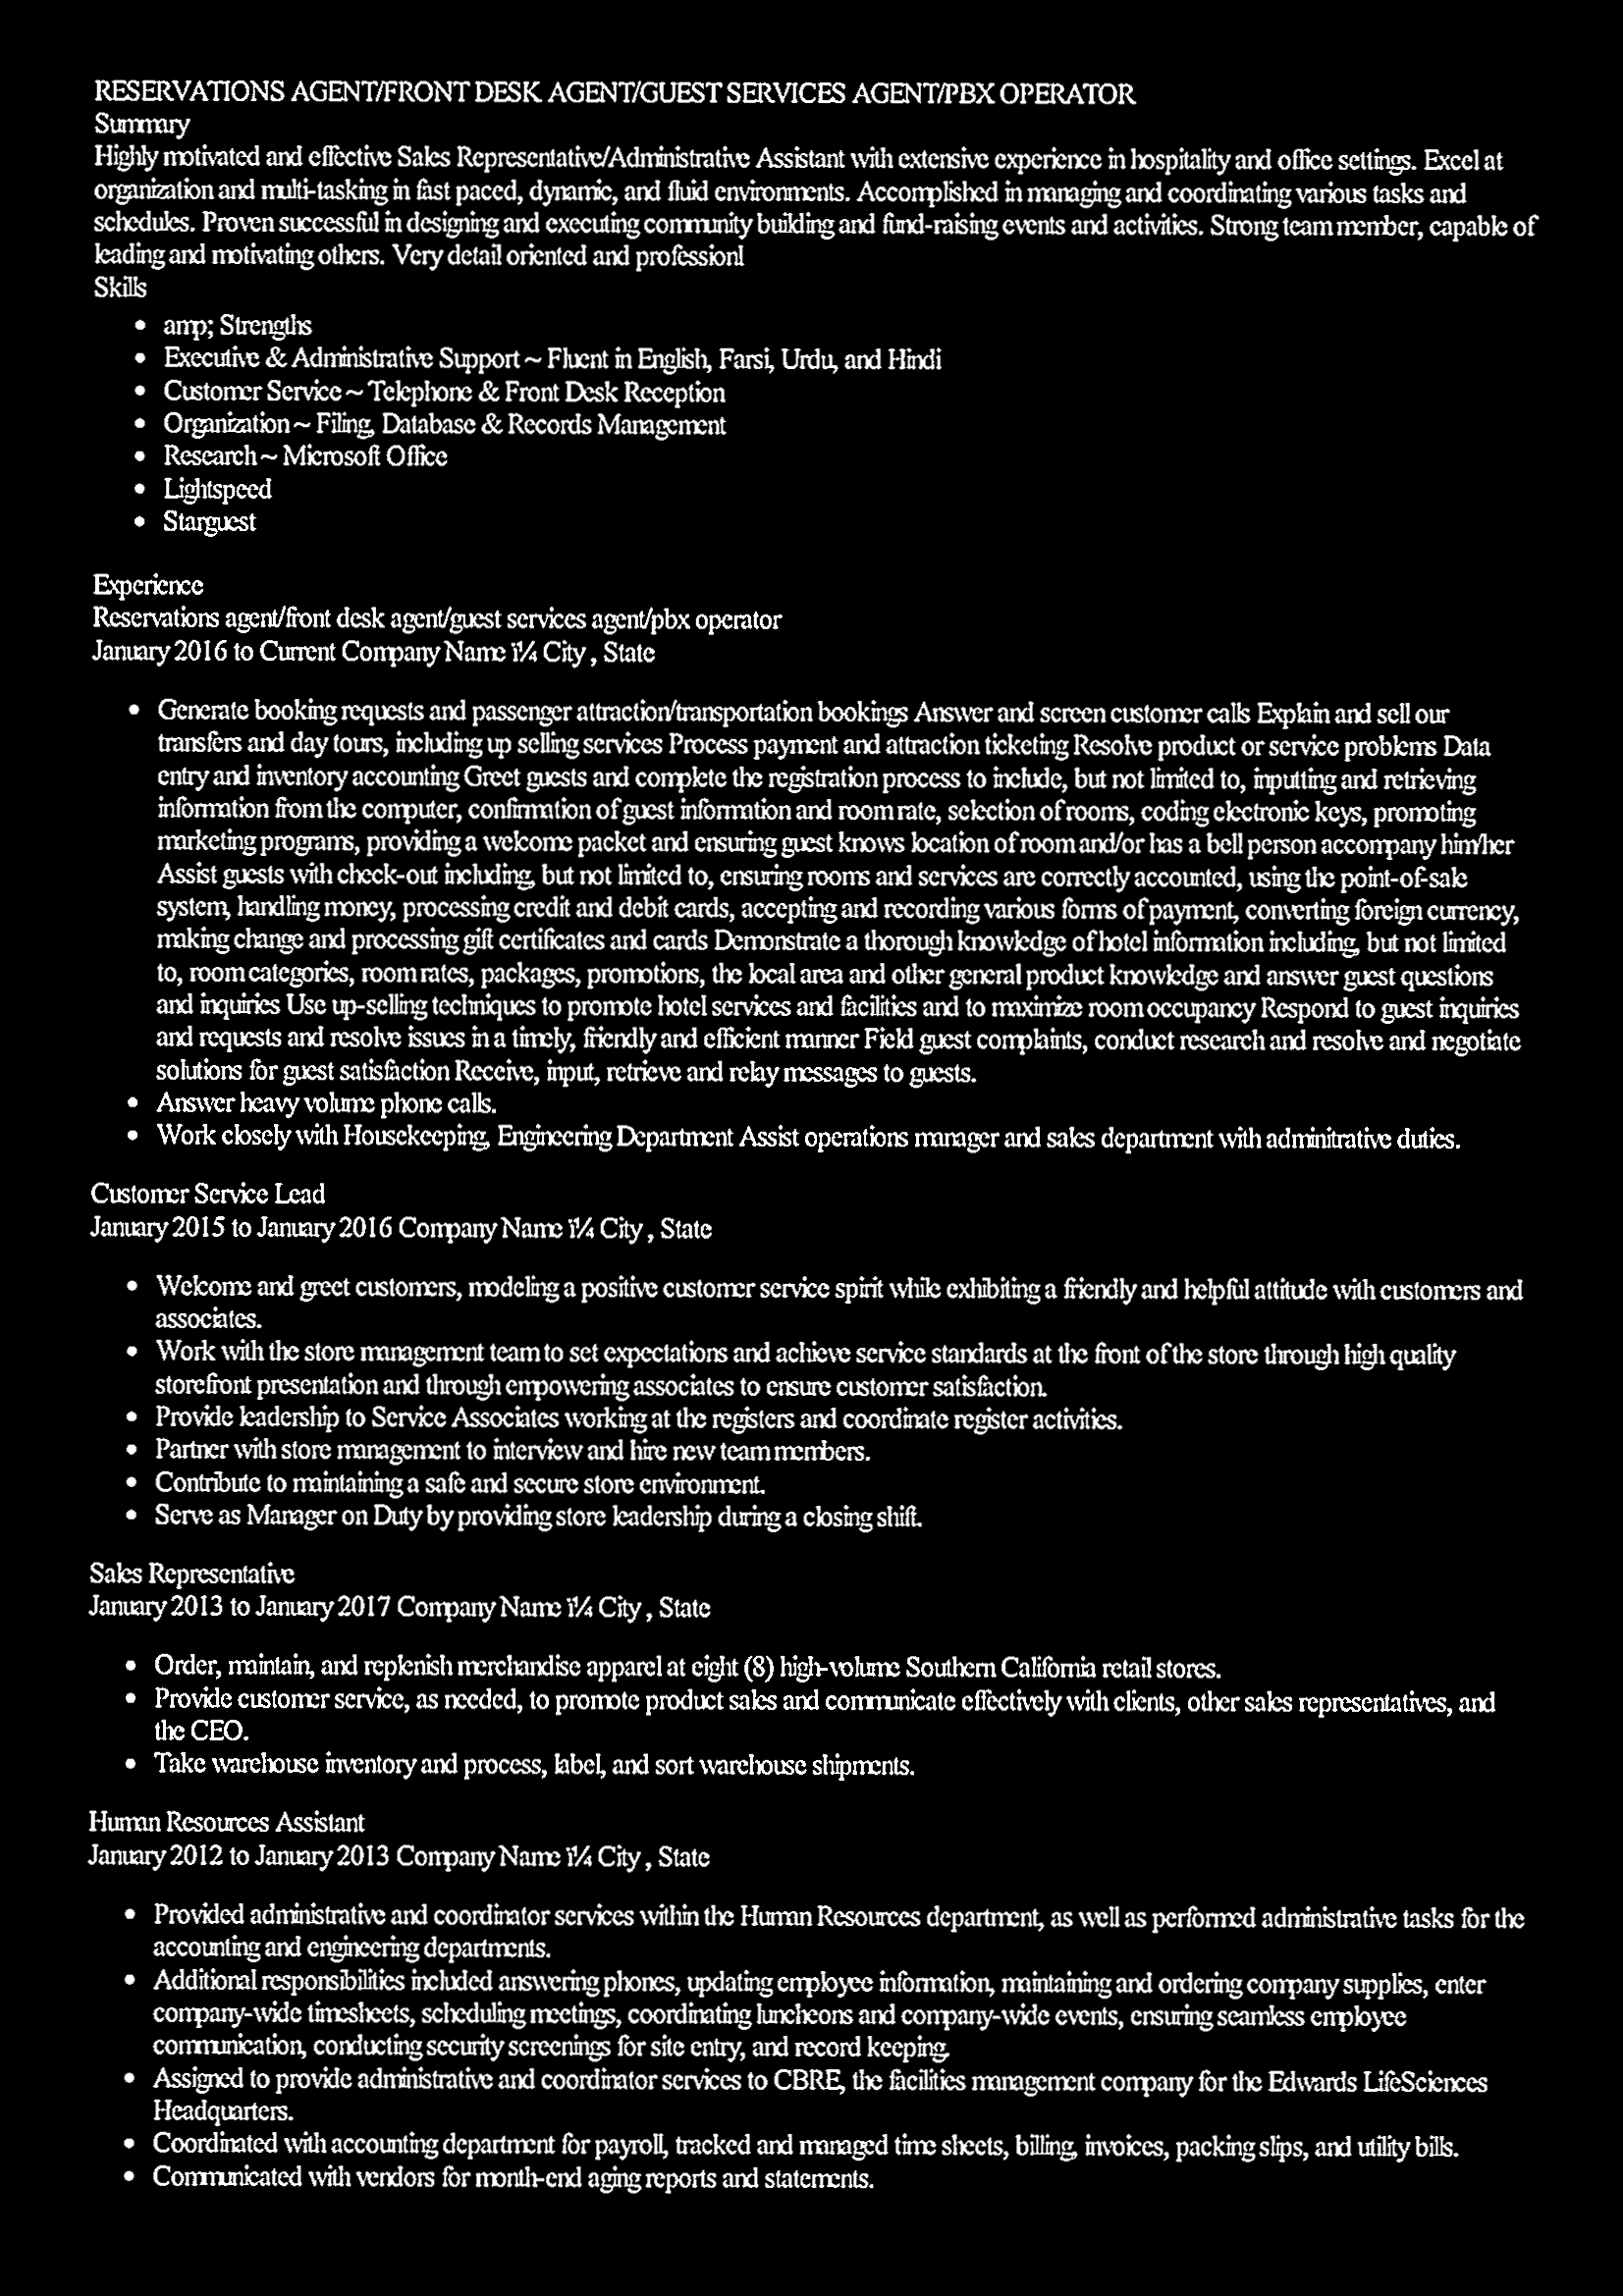 RESERVATIONS AGENT/FRONT DESK AGENT/GUEST SERVICES AGENT/PBX OPERATOR
Summary
Highly motivated and effective Sales Representative/Administrative Assistant with extensive experience in hospitality and office settings. Excel at
organization and multi-tasking in fast paced, dynamic, and fluid environments. Accomplished in managing and coordinating various tasks and
schedules. Proven successful in designing and executing community building and fund-raising events and activities. Strong team member, capable of
leading and motivating others. Very detail oriented and professionl
Skills
• amp; Strengths
• Executive & Administrative Support ~ Fluent in English, Farsi, Urdu, and Hindi
• Customer Service ~ Telephone & Front Desk Reception
• Organization ~ Filing, Database & Records Management
• Research ~ Microsoft Office
• Lightspeed
• Starguest
Experience
Reservations agent/front desk agent/guest services agent/pbx operator
January 2016 to Current Company Name ï¼ City , State
• Generate booking requests and passenger attraction/transportation bookings Answer and screen customer calls Explain and sell our
transfers and day tours, including up selling services Process payment and attraction ticketing Resolve product or service problems Data
entry and inventory accounting Greet guests and complete the registration process to include, but not limited to, inputting and retrieving
information from the computer, confirmation of guest information and room rate, selection of rooms, coding electronic keys, promoting
marketing programs, providing a welcome packet and ensuring guest knows location of room and/or has a bell person accompany him/her
Assist guests with check-out including, but not limited to, ensuring rooms and services are correctly accounted, using the point-of-sale
system, handling money, processing credit and debit cards, accepting and recording various forms of payment, converting foreign currency,
making change and processing gift certificates and cards Demonstrate a thorough knowledge of hotel information including, but not limited
to, room categories, room rates, packages, promotions, the local area and other general product knowledge and answer guest questions
and inquiries Use up-selling techniques to promote hotel services and facilities and to maximize room occupancy Respond to guest inquiries
and requests and resolve issues in a timely, friendly and efficient manner Field guest complaints, conduct research and resolve and negotiate
solutions for guest satisfaction Receive, input, retrieve and relay messages to guests.
• Answer heavy volume phone calls.
• Work closely with Housekeeping, Engineering Department Assist operations manager and sales department with adminitrative duties.
Customer Service Lead
January 2015 to January 2016 Company Name ï¼ City , State
• Welcome and greet customers, modeling a positive customer service spirit while exhibiting a friendly and helpful attitude with customers and
associates.
• Work with the store management team to set expectations and achieve service standards at the front of the store through high quality
storefront presentation and through empowering associates to ensure customer satisfaction.
• Provide leadership to Service Associates working at the registers and coordinate register activities.
• Partner with store management to interview and hire new team members.
• Contribute to maintaining a safe and secure store environment.
• Serve as Manager on Duty by providing store leadership during a closing shift.
Sales Representative
January 2013 to January 2017 Company Name ï¼ City , State
• Order, maintain, and replenish merchandise apparel at eight (8) high-volume Southern California retail stores.
• Provide customer service, as needed, to promote product sales and communicate effectively with clients, other sales representatives, and
the CEO.
• Take warehouse inventory and process, label, and sort warehouse shipments.
Human Resources Assistant
January 2012 to January 2013 Company Name ï¼ City , State
• Provided administrative and coordinator services within the Human Resources department, as well as performed administrative tasks for the
accounting and engineering departments.
• Additional responsibilities included answering phones, updating employee information, maintaining and ordering company supplies, enter
company-wide timesheets, scheduling meetings, coordinating luncheons and company-wide events, ensuring seamless employee
communication, conducting security screenings for site entry, and record keeping.
• Assigned to provide administrative and coordinator services to CBRE, the facilities management company for the Edwards LifeSciences
Headquarters.
• Coordinated with accounting department for payroll, tracked and managed time sheets, billing, invoices, packing slips, and utility bills.
• Communicated with vendors for month-end aging reports and statements.